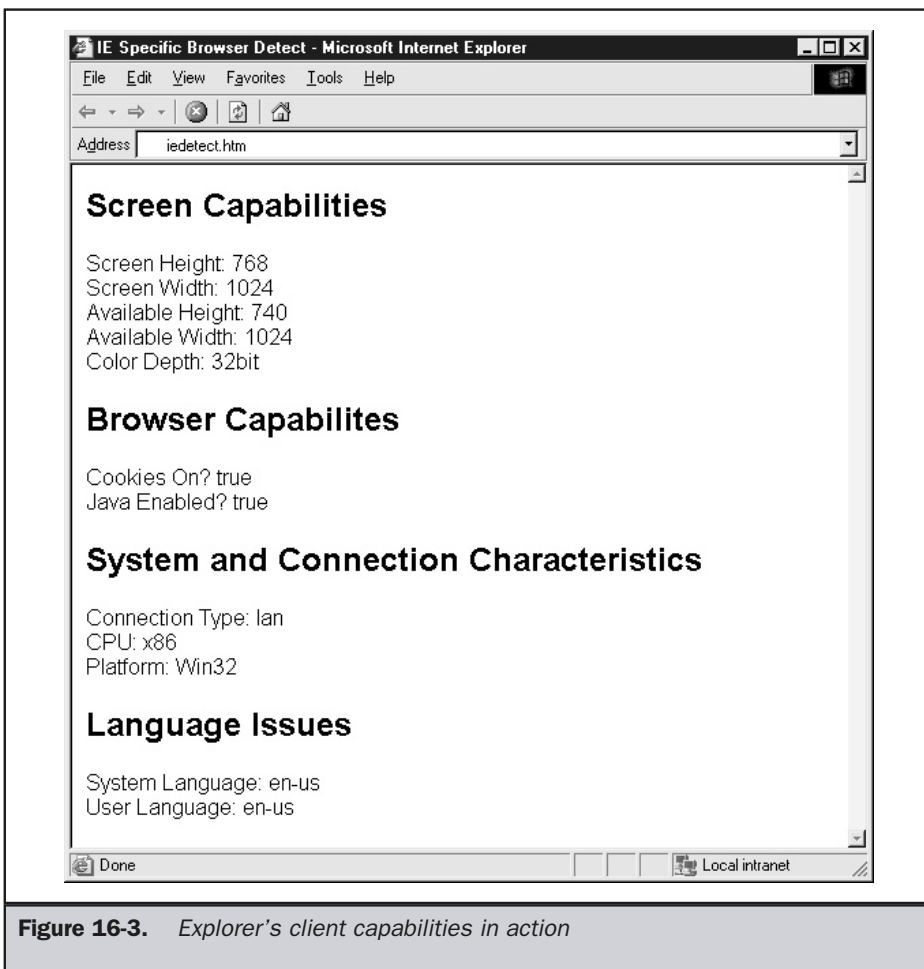 IE Specific Browser Detect - Microsoft Internet Explorer
File Edit View Favorites Tools Help
Address iedetect.htm
Screen Capabilities
Screen Height: 768
Screen Width: 1024
Available Height: 740
Available Width: 1024
Color Depth: 32bit
Browser Capabilites
Cookies On? true
Java Enabled? true
System and Connection Characteristics
Connection Type: lan
CPU: x86
Platform: Win32
Language Issues
System Language: en-us
User Language: en-us
Done Local intranet
Figure 16-3. Explorer's client capabilities in action